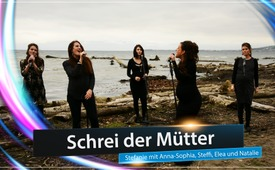 Schrei der Mütter
Stefanie mit Anna-Sophia, Steffi, Elea und Natalie